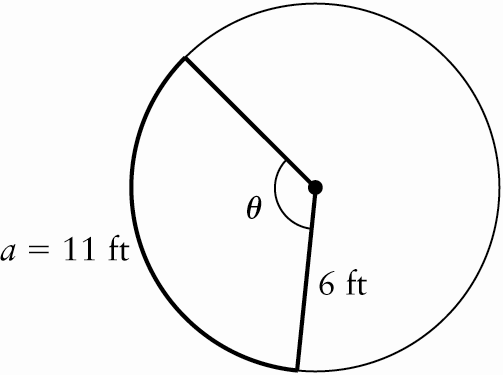 θ
a = 11 ft
6 ft